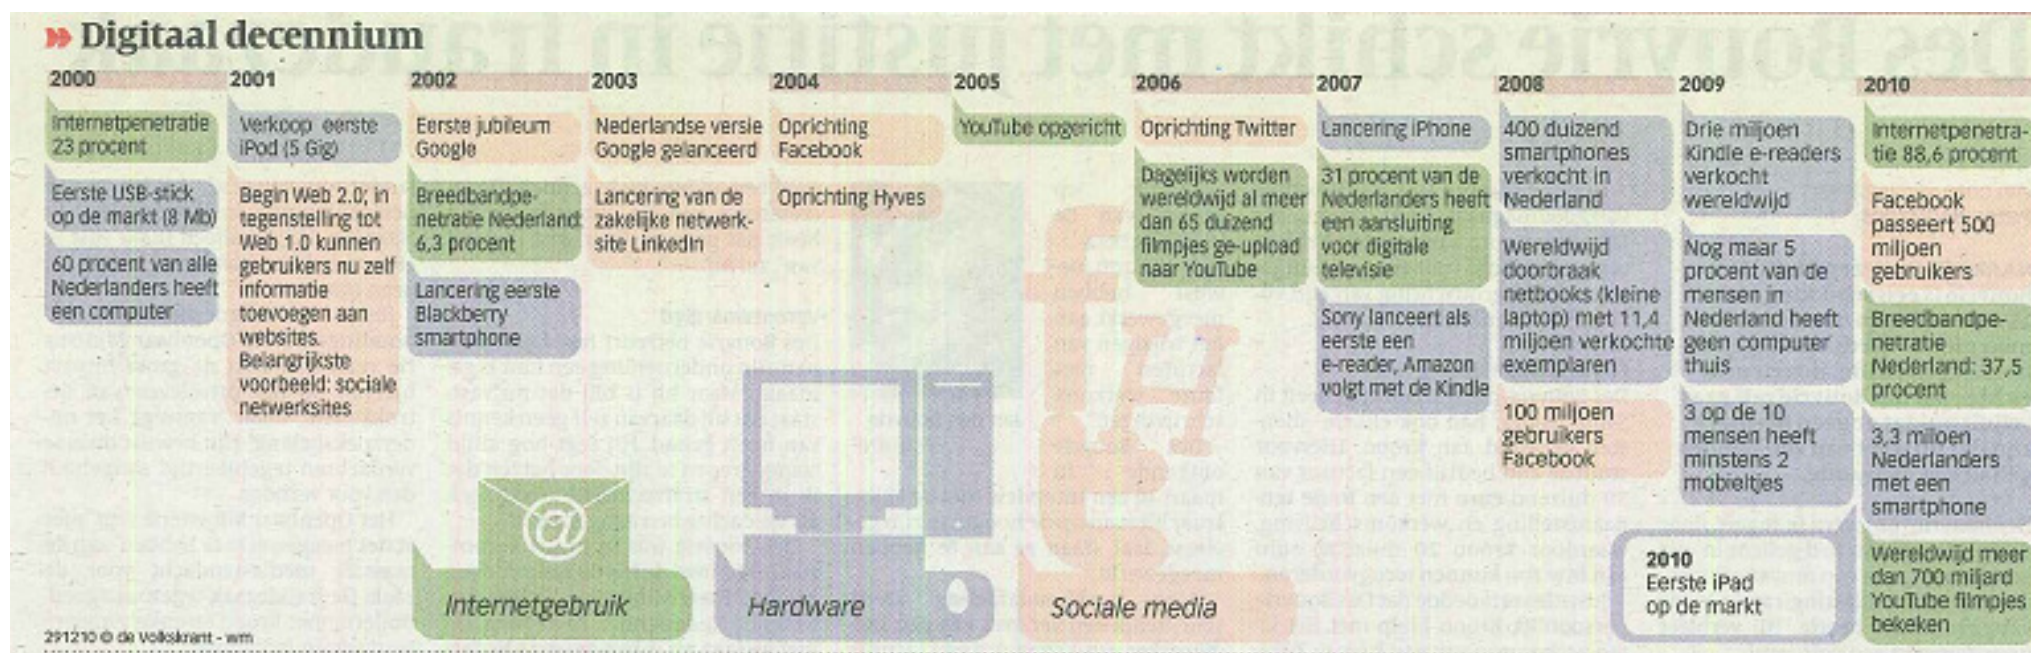 Digitaal decennium
2000
Internetpenetratie
23 procent
Eerste USB-stick
op de markt (8 Mb)
60 procent van alle
Nederlanders heeft
een computer
2001
Verkoop eerste
iPod (5 Gig)
Begin Web 2.0; in
tegenstelling tot
Web 1.0 kunnen
gebruikers nu zelf
informatie
toevoegen aan
websites.
Belangrijkste
voorbeeld: sociale
netwerksites
2002
Eerste jubileum
Google
Breedbandpe-
netratie Nederland:
6,3 procent
Lancering eerste
Blackberry
smartphone
2003
Nederlandse versie
Google gelanceerd
Lancering van de
zakelijke netwerk-
site LinkedIn
2004
Oprichting
Facebook
Oprichting Hyves
2005
YouTube opgericht
2006
Oprichting Twitter
Dagelijks worden
wereldwijd al meer
dan 65 duizend
filmpjes ge-upload
naar YouTube
2007
Lancering iPhone
31 procent van de
Nederlanders heeft
een aansluiting
voor digitale
televisie
Sony lanceert als
eerste een
e-reader, Amazon
volgt met de Kindle
2008
400 duizend
smartphones
verkocht in
Nederland
Wereldwijd
doorbraak
netbooks (kleine
laptop) met 11,4
miljoen verkochte
exemplaren
100 miljoen
gebruikers
Facebook
2009
Drie miljoen
Kindle e-readers
verkocht
wereldwijd
Nog maar 5
procent van de
mensen in
Nederland heeft
geen computer
thuis
3 op de 10
mensen heeft
minstens 2
mobieltjes
2010
Internetpenetra-
tie 88,6 procent
Facebook
passeert 500
miljoen
gebruikers
Breedbandpe-
netratie
Nederland: 37,5
procent
3,3 miloen
Nederlanders
met een
smartphone
Wereldwijd meer
dan 700 miljard
YouTube filmpjes
bekeken
2010
Eerste iPad
op de markt
@
Internetgebruik
Hardware
Sociale media
291210 © de Volkskrant - wm